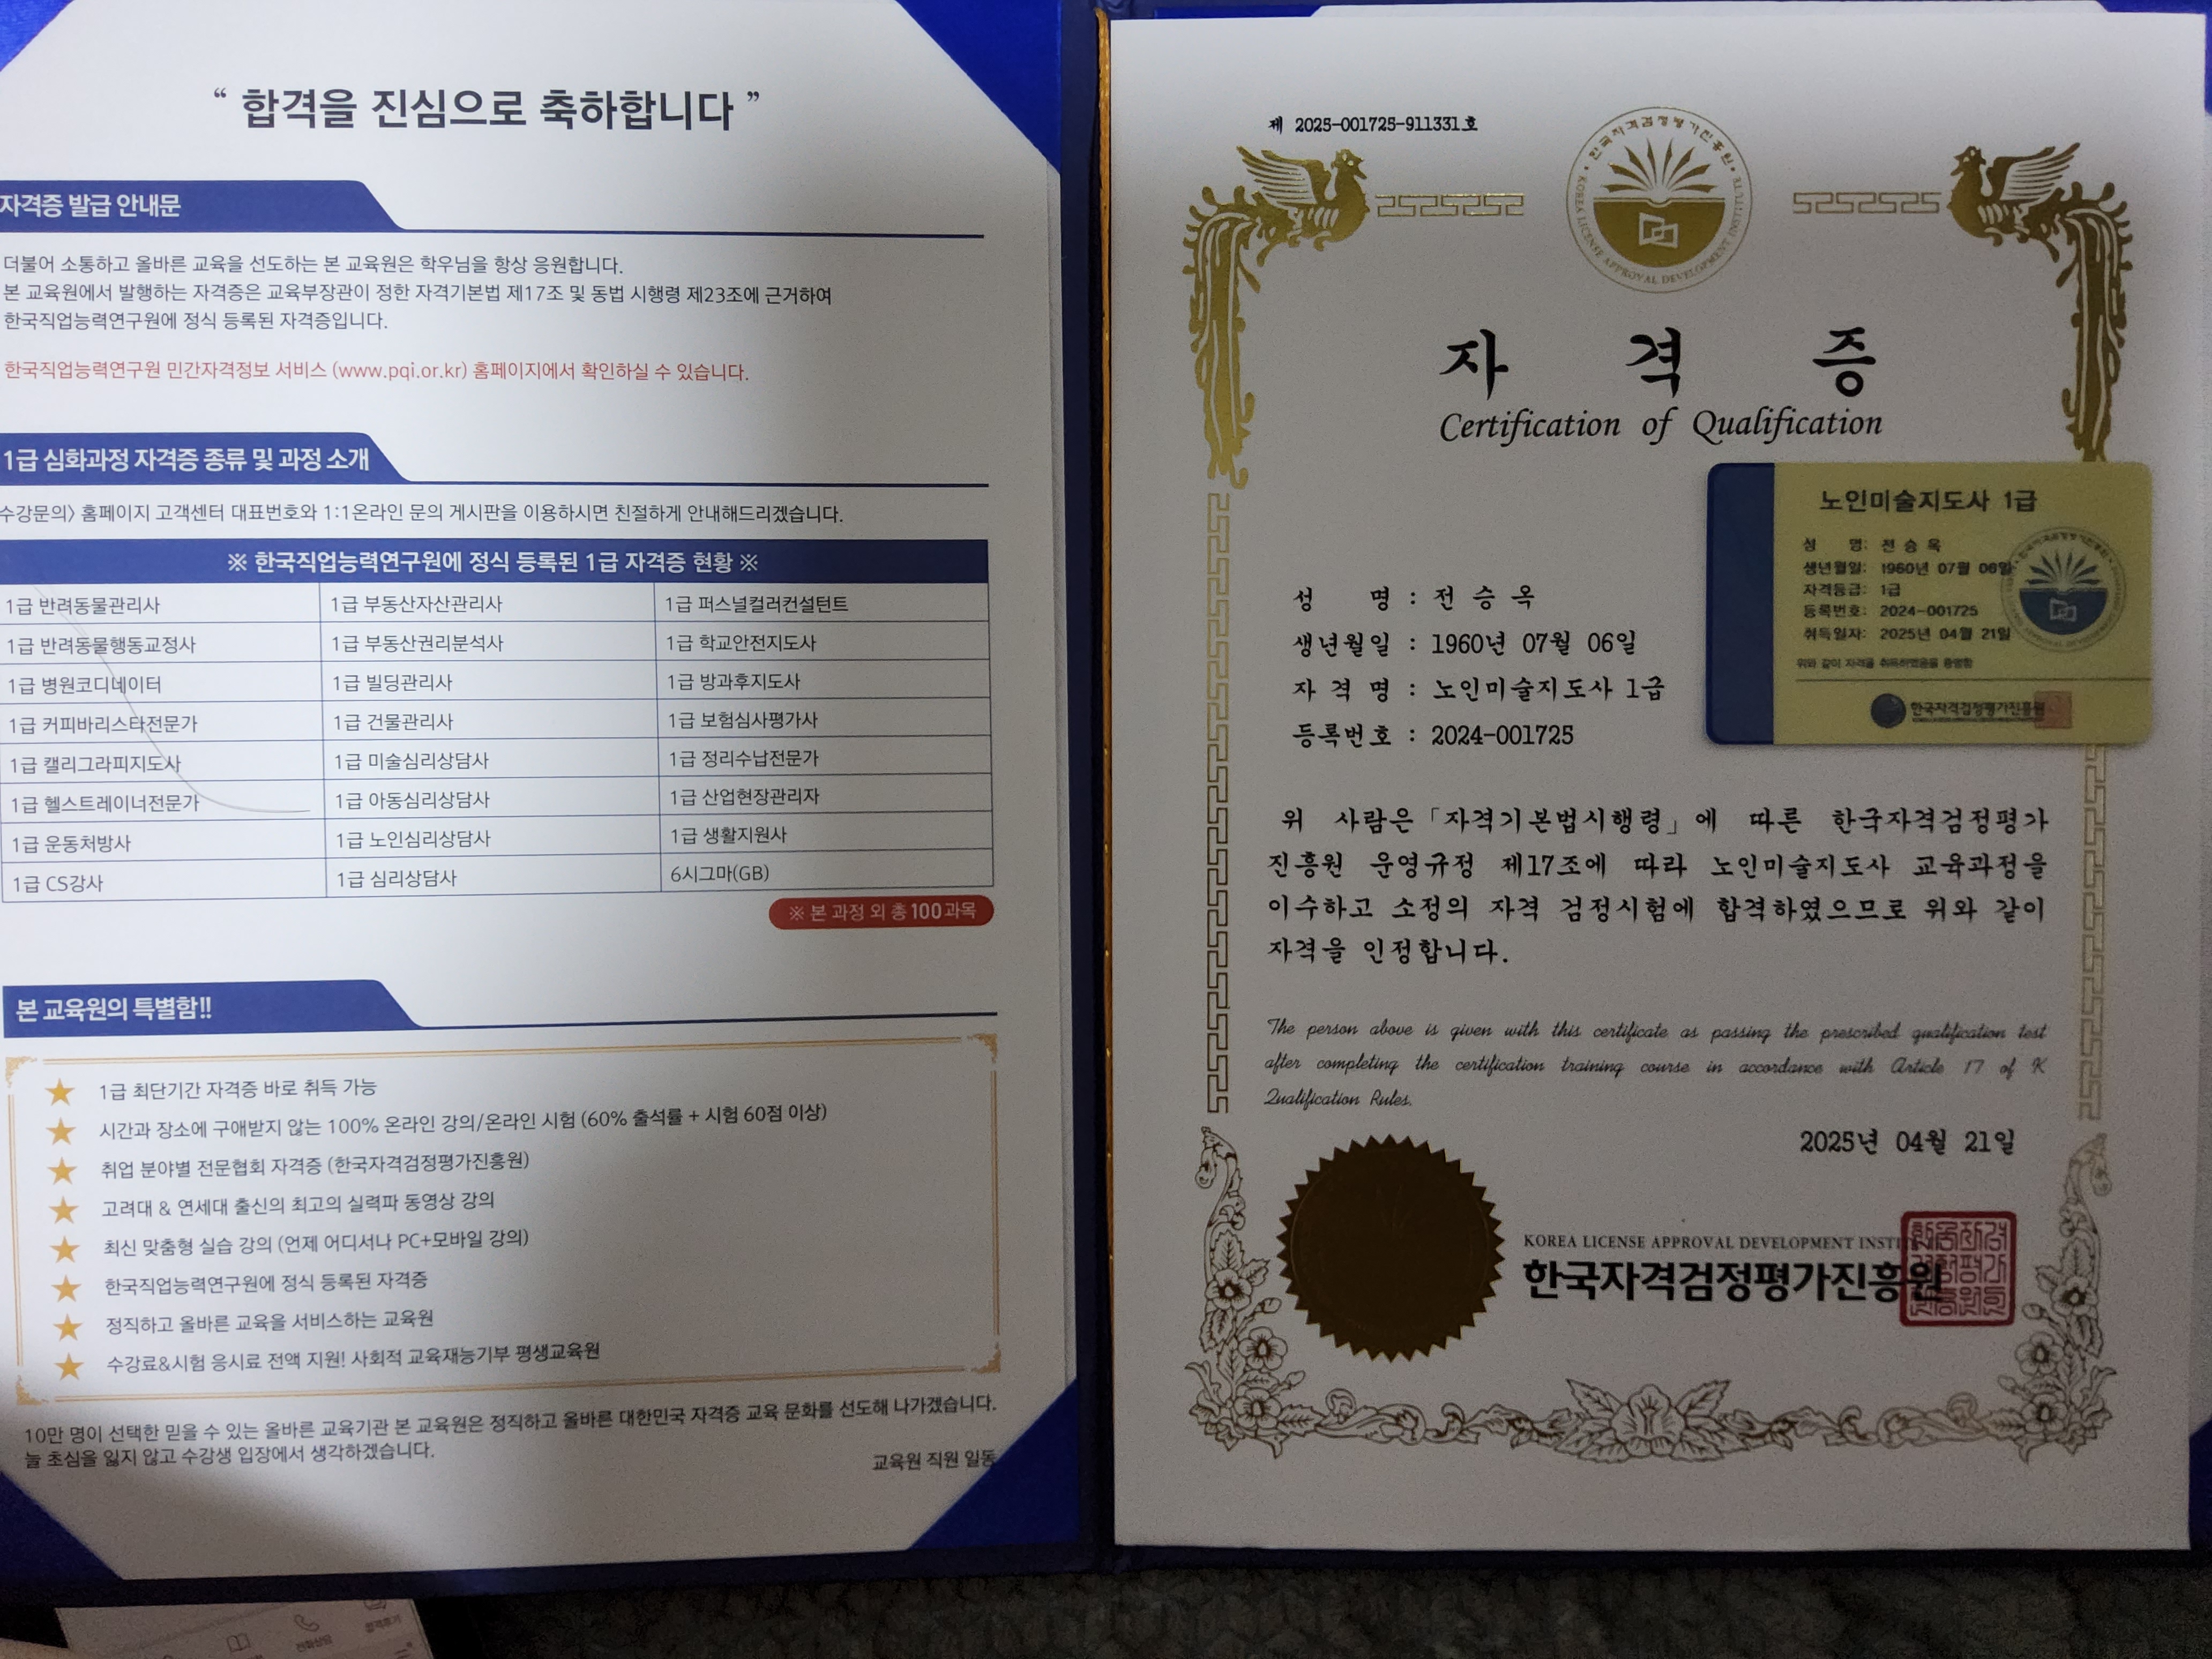 “ 합격을 진심으로 축하합니다 ”
자격증 발급 안내문
더불어 소통하고 올바른 교육을 선도하는 본 교육원은 학우님을 항상 응원합니다.
본 교육원에서 발행하는 자격증은 교육부장관이 정한 자격기본법 제17조 및 동법 시행령 제23조에 근거하여
한국직업능력연구원에 정식 등록된 자격증입니다.
한국직업능력연구원 민간자격정보 서비스 (www.pqi.or.kr) 홈페이지에서 확인하실 수 있습니다.
1급 심화과정 자격증 종류 및 과정 소개
수강문의> 홈페이지 고객센터 대표번호와 1:1온라인 문의 게시판을 이용하시면 친절하게 안내해드리겠습니다.
※ 한국직업능력연구원에 정식 등록된 1급 자격증 현황 ※
1급 반려동물관리사 1급 부동산자산관리사 1급 퍼스널컬러컨설턴트
1급 반려동물행동교정사 1급 부동산권리분석사 1급 학교안전지도사
1급 병원코디네이터 1급 빌딩관리사 1급 방과후지도사
1급 커피바리스타전문가 1급 건물관리사 1급 보험심사평가사
1급 캘리그라피지도사 1급 미술심리상담사 1급 정리수납전문가
1급 헬스트레이너전문가 1급 아동심리상담사 1급 산업현장관리자
1급 운동처방사 1급 노인심리상담사 1급 생활지원사
1급 CS강사 1급 심리상담사 6시그마(GB)
※ 본 과정 외 총 100과목
본 교육원의 특별함!!
1급 최단기간 자격증 바로 취득 가능
시간과 장소에 구애받지 않는 100% 온라인 강의/온라인 시험 (60% 출석률 + 시험 60점 이상)
취업 분야별 전문협회 자격증 (한국자격검정평가진흥원)
고려대 & 연세대 출신의 최고의 실력파 동영상 강의
최신 맞춤형 실습 강의 (언제 어디서나 PC+모바일 강의)
한국직업능력연구원에 정식 등록된 자격증
정직하고 올바른 교육을 서비스하는 교육원
수강료&시험 응시료 전액 지원! 사회적 교육재능기부 평생교육원
10만 명이 선택한 믿을 수 있는 올바른 교육기관 본 교육원은 정직하고 올바른 대한민국 자격증 교육 문화를 선도해 나가겠습니다.
늘 초심을 잃지 않고 수강생 입장에서 생각하겠습니다.
교육원 직원 일동
전화상담
제 2025-001725-911331호
한국자격검정평가진흥원
KOREA LICENSE APPROVAL DEVELOPMENT INSTITUTE
자 격 증
Certification of Qualification
성 명 : 전 승 옥
생년월일 : 1960년 07월 06일
자 격 명 : 노인미술지도사 1급
등록번호 : 2024-001725
노인미술지도사 1급
성 명: 전 승 옥
생년월일: 1960년 07월 06일
자격등급: 1급
등록번호: 2024-001725
취득일자: 2025년 04월 21일
위와 같이 자격을 취득하였음을 증명함
한국자격검정평가진흥원
위 사람은「자격기본법시행령」에 따른 한국자격검정평가
진흥원 운영규정 제17조에 따라 노인미술지도사 교육과정을
이수하고 소정의 자격 검정시험에 합격하였으므로 위와 같이
자격을 인정합니다.
The person above is given with this certificate as passing the prescribed qualification test
after completing the certification training course in accordance with Article 17 of K
Qualification Rules.
2025년 04월 21일
KOREA LICENSE APPROVAL DEVELOPMENT
한국자격검정평가진흥원